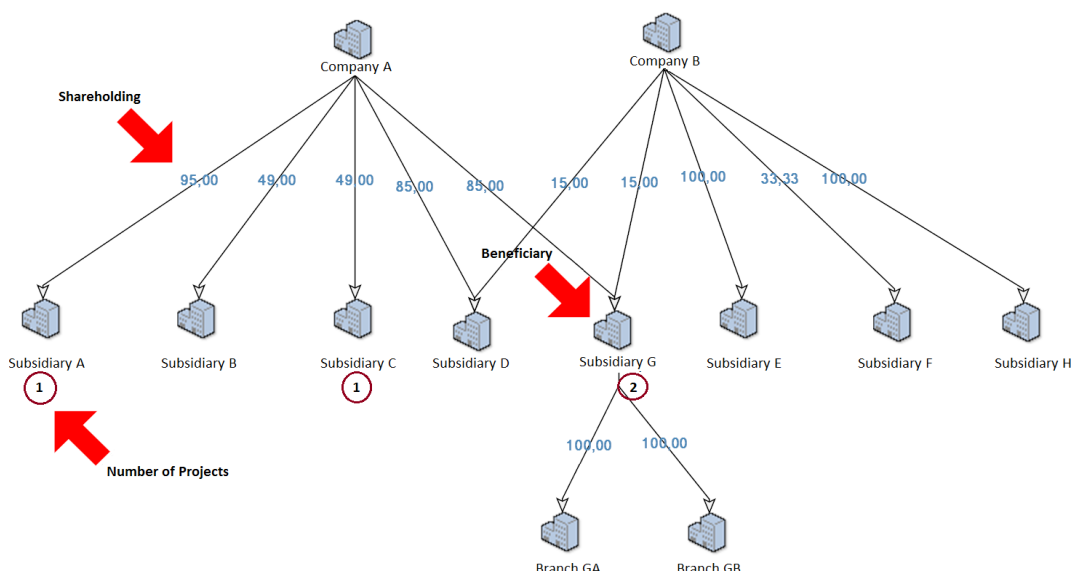 Company A
Company B
Shareholding
95,00
49,00
49,00
85,00
85,00
15,00
15,00
100,00
33,33
100,00
Beneficiary
Subsidiary A
Subsidiary B
Subsidiary C
Subsidiary D
Subsidiary G
Subsidiary E
Subsidiary F
Subsidiary H
1
1
2
Number of Projects
100,00
100,00
Branch GA
Branch GB